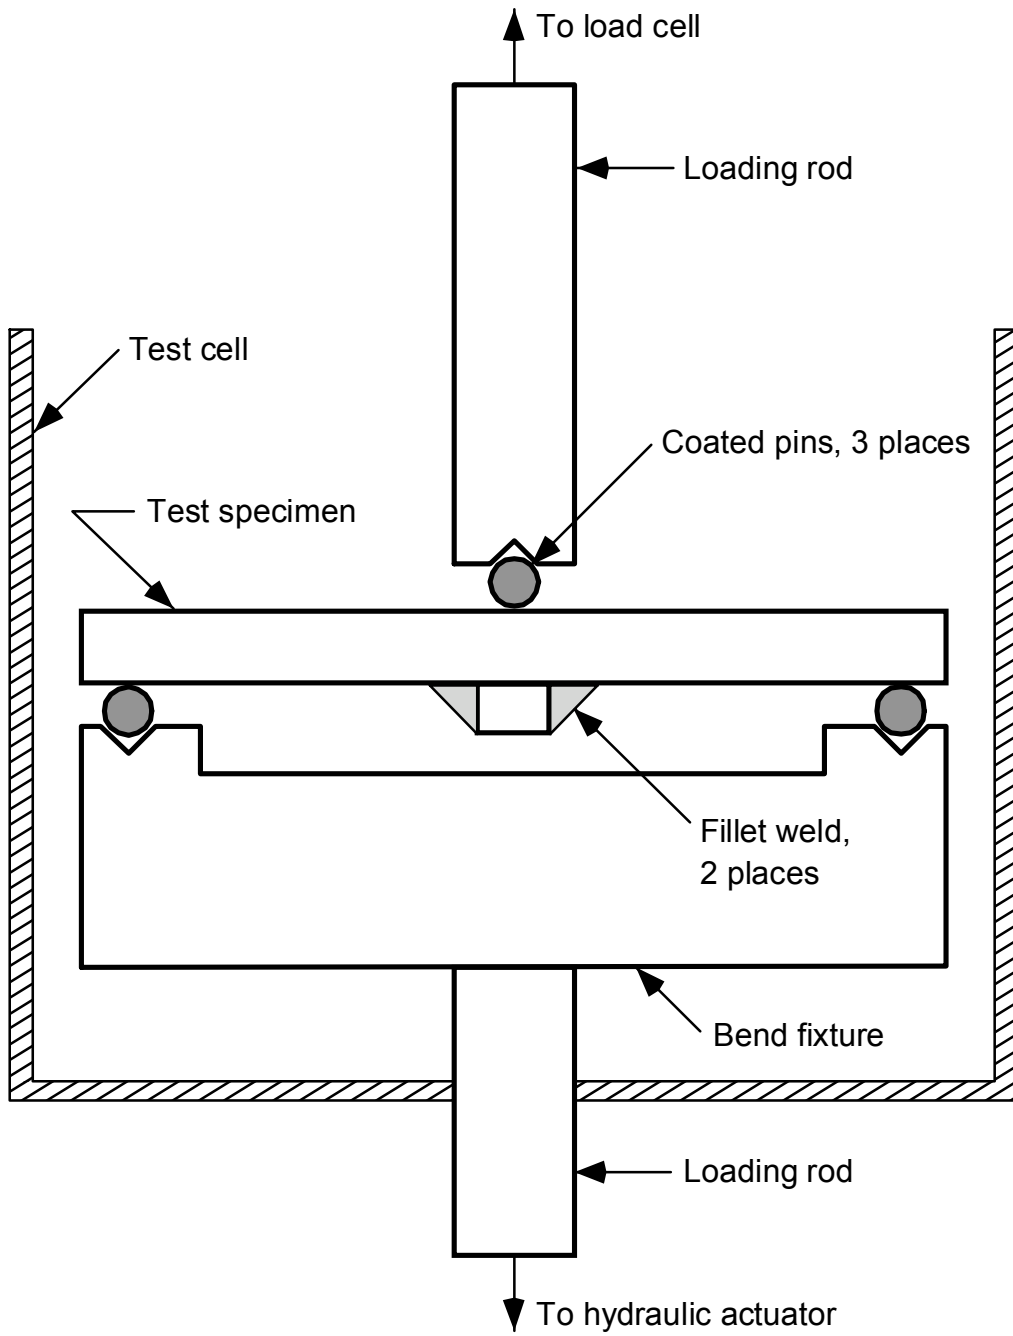 To load cell
Loading rod
Test cell
Coated pins, 3 places
Test specimen
Fillet weld,
2 places
Bend fixture
Loading rod
To hydraulic actuator